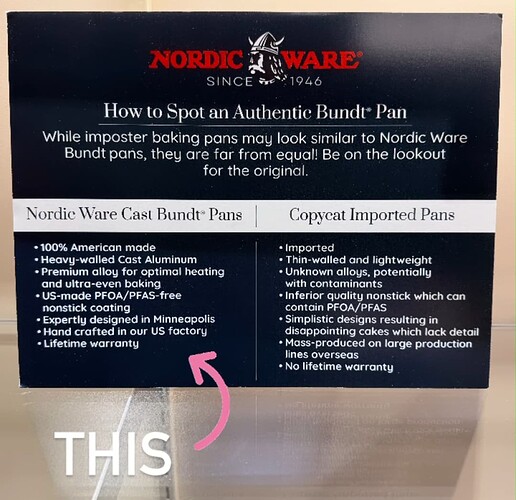 NORDIC WARE®
SINCE 1946
How to Spot an Authentic Bundt® Pan
While imposter baking pans may look similar to Nordic Ware
Bundt pans, they are far from equal! Be on the lookout
for the original.
Nordic Ware Cast Bundt® Pans
• 100% American made
• Heavy-walled Cast Aluminum
• Premium alloy for optimal heating
and ultra-even baking
• US-made PFOA/PFAS-free
nonstick coating
• Expertly designed in Minneapolis
• Hand crafted in our US factory
• Lifetime warranty
Copycat Imported Pans
• Imported
• Thin-walled and lightweight
• Unknown alloys, potentially
with contaminants
• Inferior quality nonstick which can
contain PFOA/PFAS
• Simplistic designs resulting in
disappointing cakes which lack detail
• Mass-produced on large production
lines overseas
• No lifetime warranty
THIS